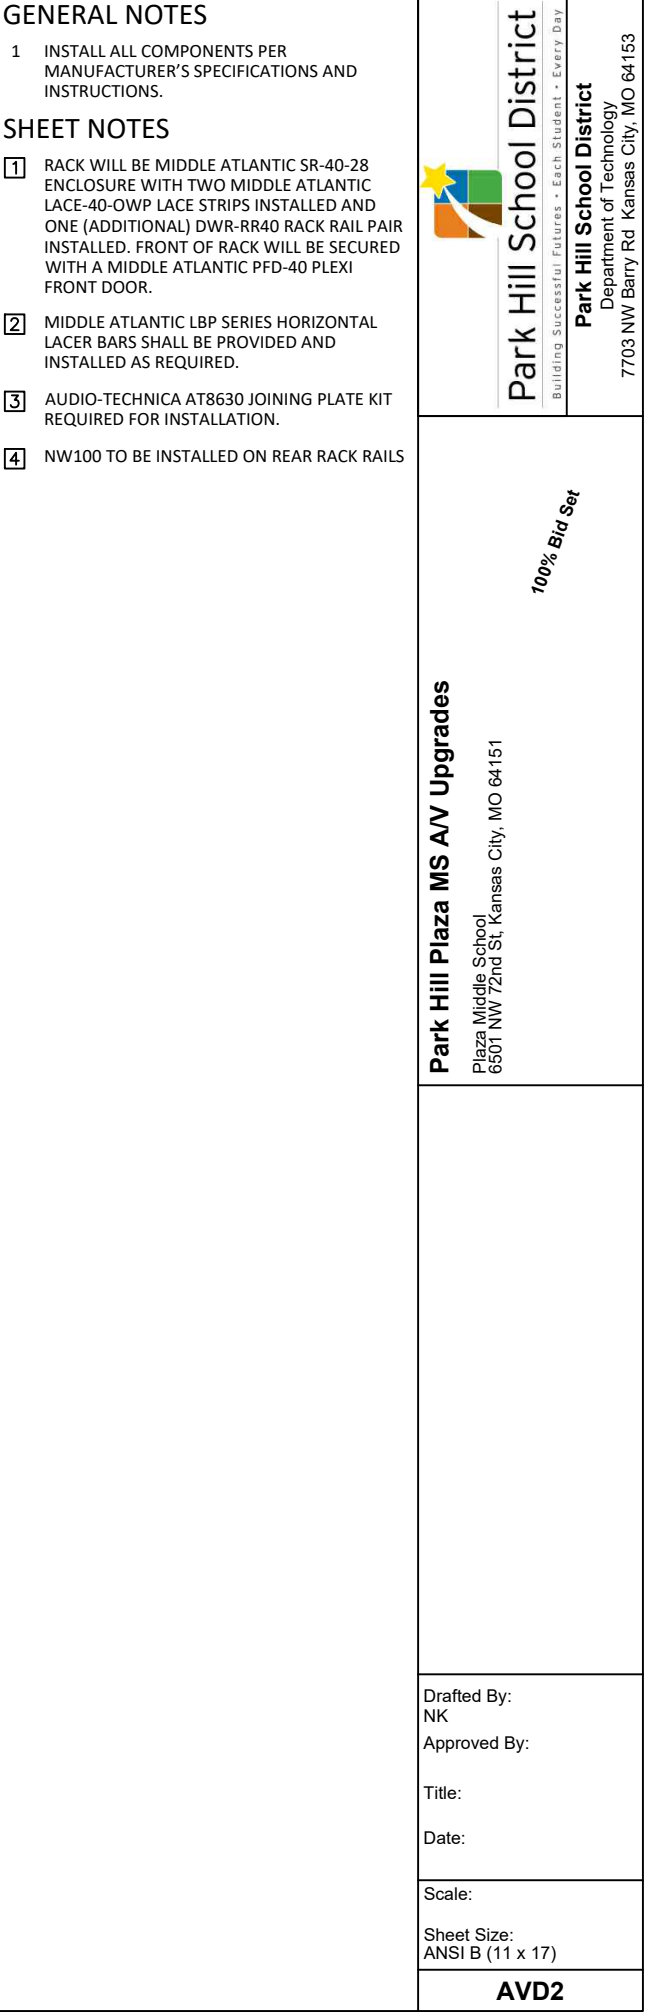 GENERAL NOTES
1 INSTALL ALL COMPONENTS PER
MANUFACTURER'S SPECIFICATIONS AND
INSTRUCTIONS.
SHEET NOTES
1 RACK WILL BE MIDDLE ATLANTIC SR-40-28
ENCLOSURE WITH TWO MIDDLE ATLANTIC
LACE-40-OWP LACE STRIPS INSTALLED AND
ONE (ADDITIONAL) DWR-RR40 RACK RAIL PAIR
INSTALLED. FRONT OF RACK WILL BE SECURED
WITH A MIDDLE ATLANTIC PFD-40 PLEXI
FRONT DOOR.
2 MIDDLE ATLANTIC LBP SERIES HORIZONTAL
LACER BARS SHALL BE PROVIDED AND
INSTALLED AS REQUIRED.
3 AUDIO-TECHNICA AT8630 JOINING PLATE KIT
REQUIRED FOR INSTALLATION.
4 NW100 TO BE INSTALLED ON REAR RACK RAILS
Park Hill School District
Building Successful Futures • Each Student • Every Day
Park Hill School District
Department of Technology
7703 NW Barry Rd Kansas City, MO 64153
100% Bid Set
Park Hill Plaza MS A/V Upgrades
Plaza Middle School
6501 NW 72nd St, Kansas City, MO 64151
Drafted By:
NK
Approved By:
Title:
Date:
Scale:
Sheet Size:
ANSI B (11 x 17)
AVD2